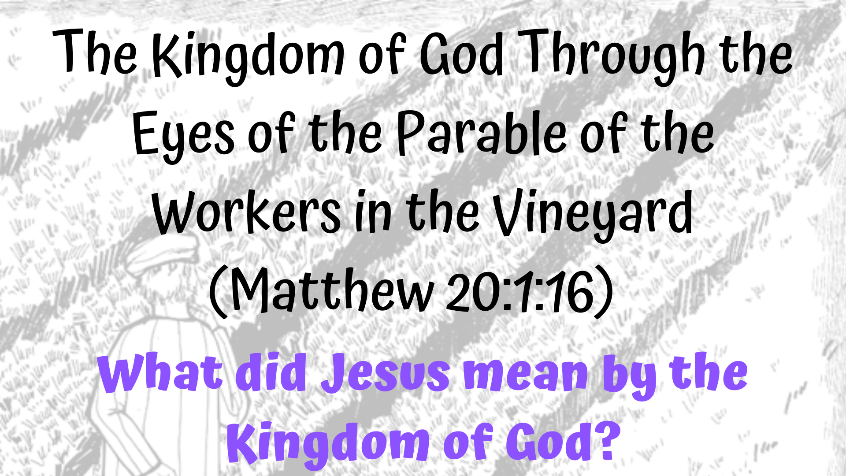 The Kingdom of God Through the
Eyes of the Parable of the
Workers in the Vineyard
(Matthew 20:1:16)
What did Jesus mean by the
Kingdom of God?